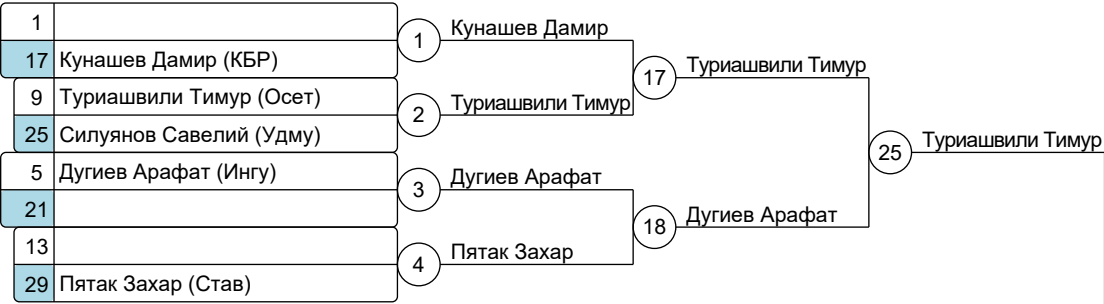 1
Кунашев Дамир
1
17 Кунашев Дамир (КБР)
Туриашвили Тимур
17
9 Туриашвили Тимур (Осет)
Туриашвили Тимур
2
25 Силуянов Савелий (Удму)
Туриашвили Тимур
25
5 Дугиев Арафат (Ингу)
Дугиев Арафат
3
21
Дугиев Арафат
18
13
Пятак Захар
4
29 Пятак Захар (Став)